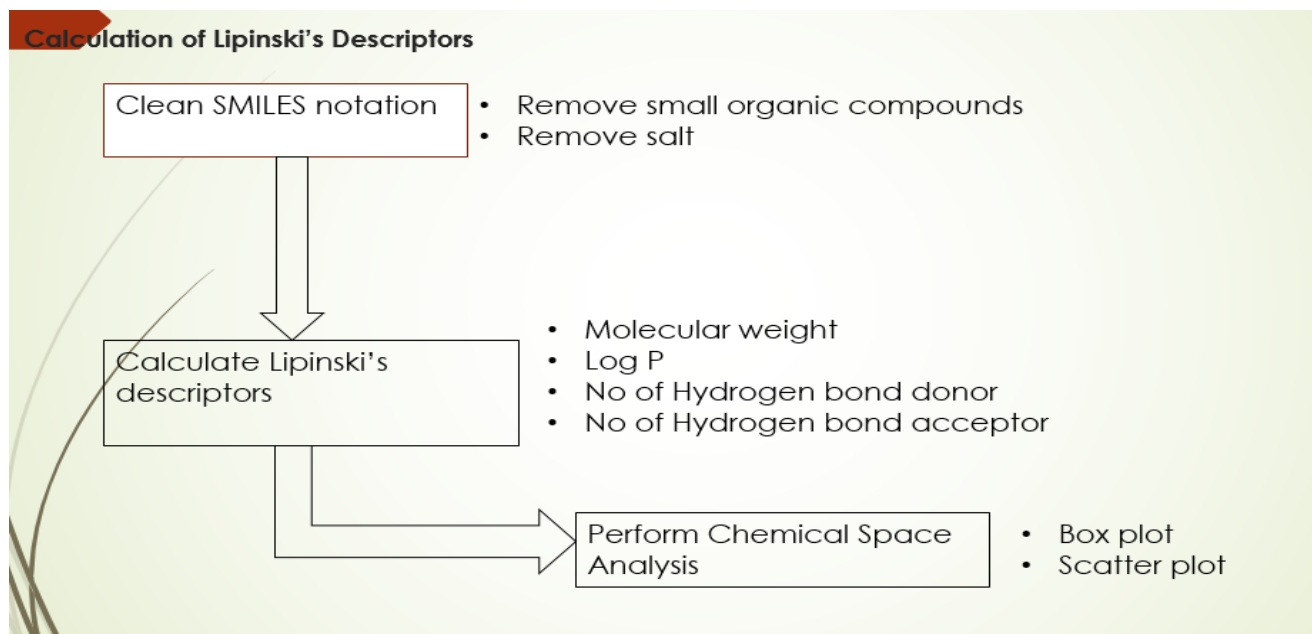 Calculation of Lipinski's Descriptors
Clean SMILES notation
• Remove small organic compounds
• Remove salt
Calculate Lipinski's
descriptors
• Molecular weight
• Log P
• No of Hydrogen bond donor
• No of Hydrogen bond acceptor
Perform Chemical Space
Analysis
• Box plot
• Scatter plot